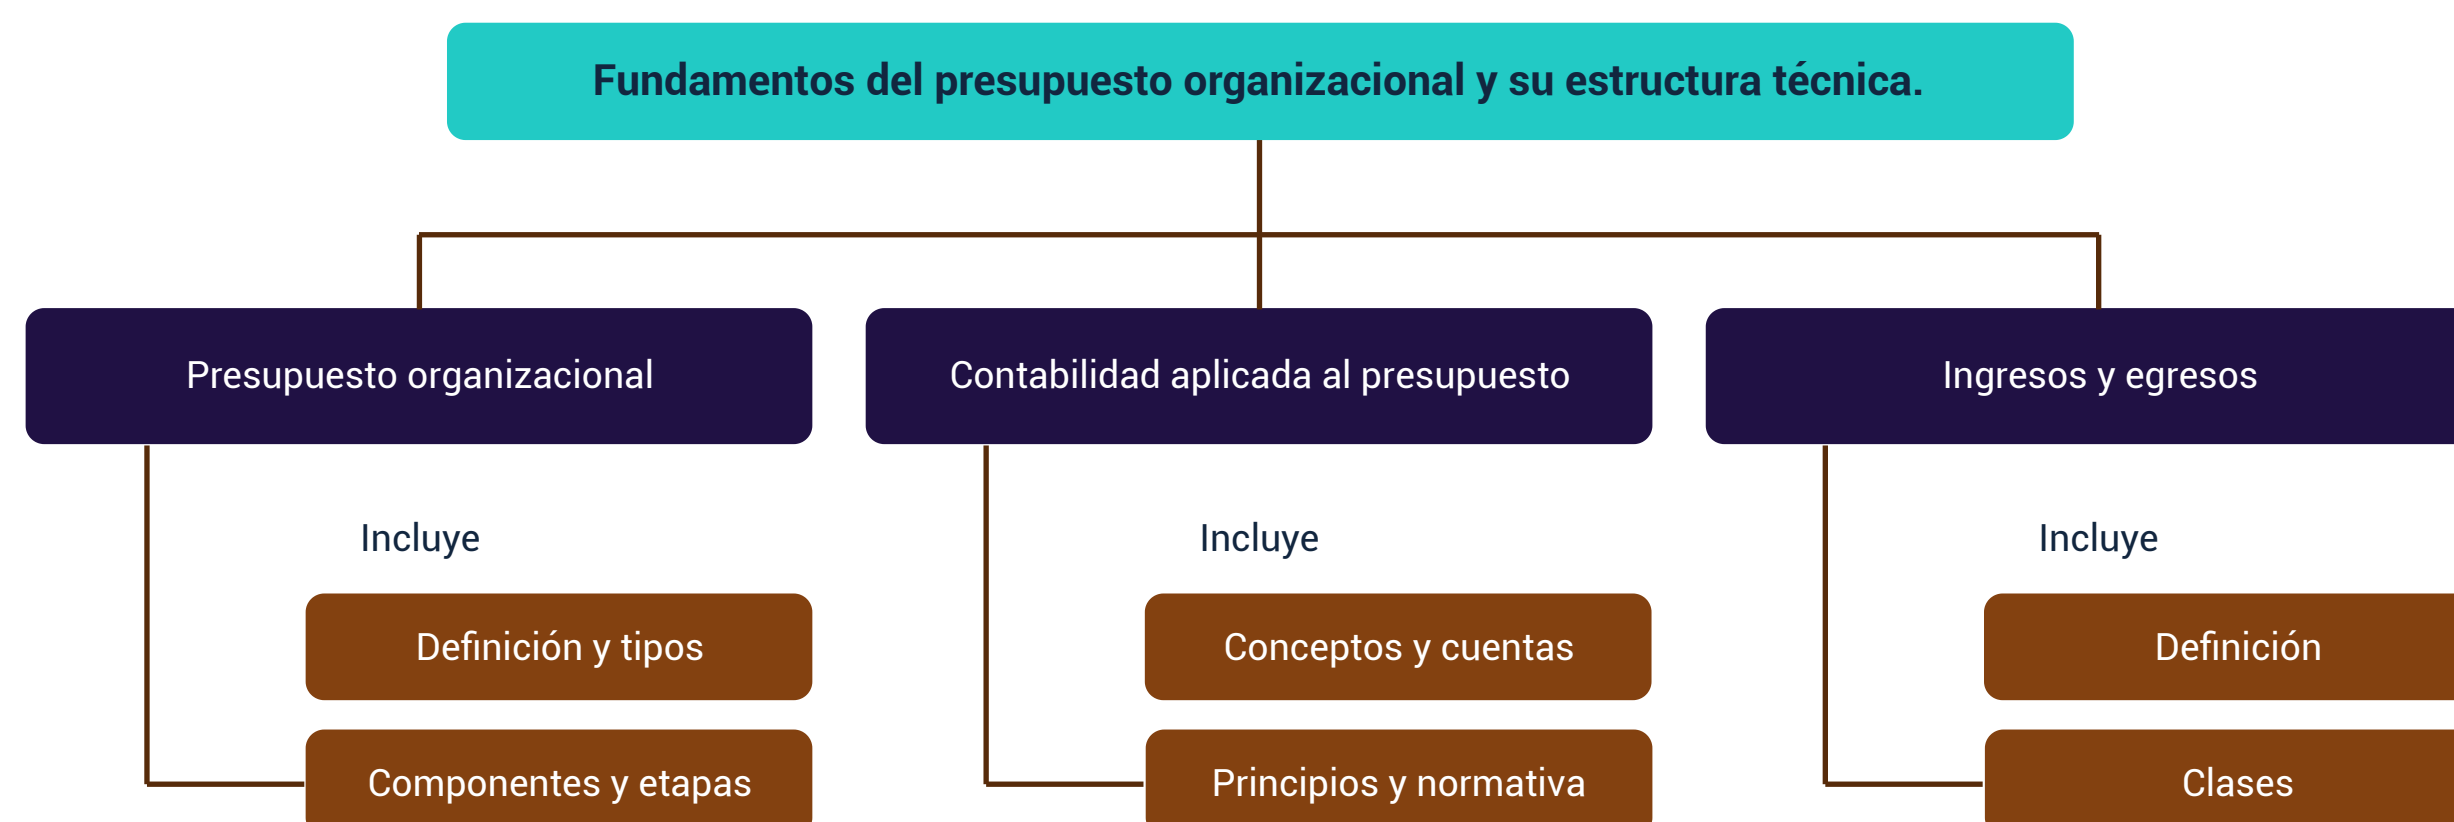 Fundamentos del presupuesto organizacional y su estructura técnica.
Presupuesto organizacional
Contabilidad aplicada al presupuesto
Ingresos y egresos
Incluye
Incluye
Incluye
Definición y tipos
Conceptos y cuentas
Definición
Componentes y etapas
Principios y normativa
Clases